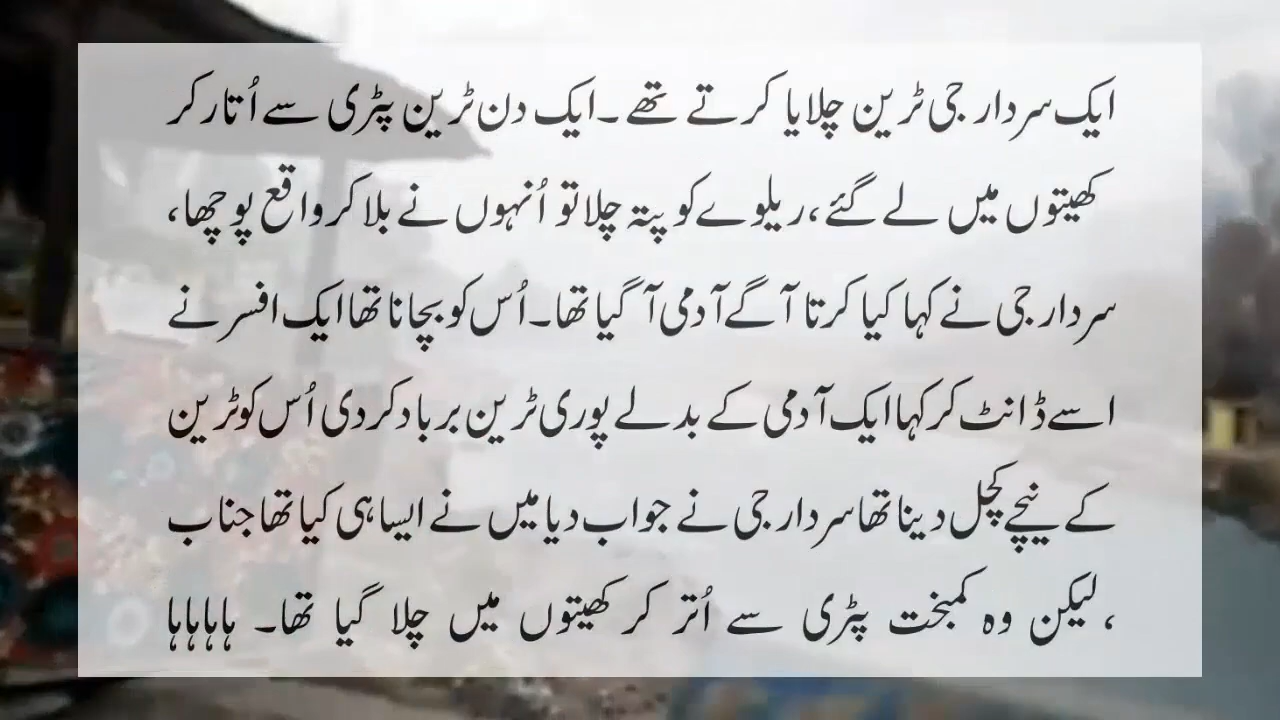 ایک سردار جی ٹرین چلایا کرتے تھے۔ایک دن ٹرین پٹڑی سے اُتار کر
کھیتوں میں لے گئے،ریلوے کو پتہ چلا تو اُنہوں نے بلا کر واقع پوچھا،
سردار جی نے کہا کیا کرتا آگے آدمی آ گیا تھا۔اُس کو بچانا تھا ایک افسر نے
اسے ڈانٹ کر کہا ایک آدمی کے بدلے پوری ٹرین برباد کردی اُس کو ٹرین
کے نیچے کچل دینا تھا سردار جی نے جواب دیا میں نے ایسا ہی کیا تھا جناب
،لیکن وہ کمبخت پٹڑی سے اُتر کر کھیتوں میں چلا گیا تھا۔ ہاہاہاہا